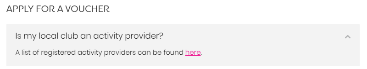 APPLY FOR A VOUCHER
Is my local club an activity provider?
A list of registered activity providers can be found here.